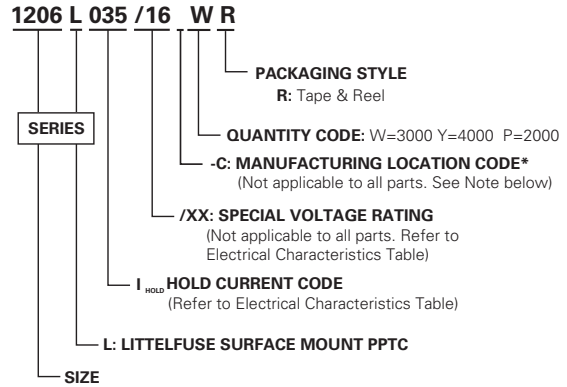 1206 L 035 /16 W R
PACKAGING STYLE
R: Tape & Reel
SERIES
QUANTITY CODE: W=3000 Y=4000 P=2000
-C: MANUFACTURING LOCATION CODE*
(Not applicable to all parts. See Note below)
/XX: SPECIAL VOLTAGE RATING
(Not applicable to all parts. Refer to
Electrical Characteristics Table)
I HOLD HOLD CURRENT CODE
(Refer to Electrical Characteristics Table)
L: LITTELFUSE SURFACE MOUNT PPTC
SIZE